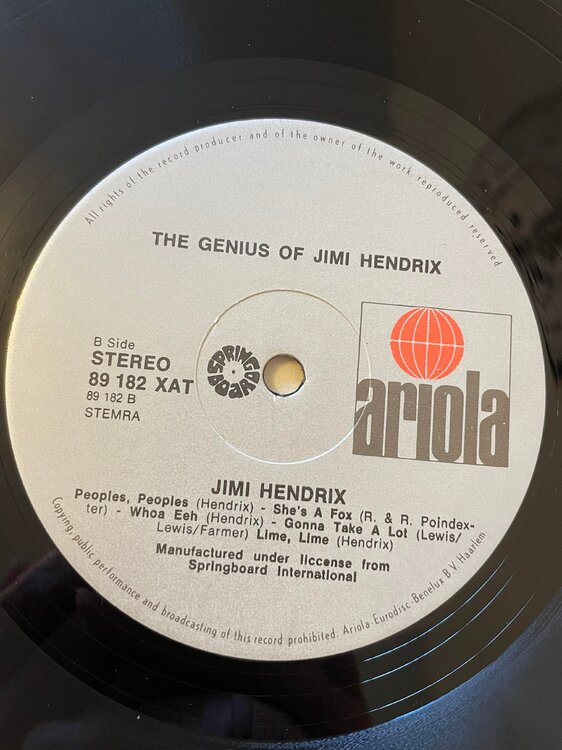 All rights of the record producer and of the owner of the work reproduced reserved
THE GENIUS OF JIMI HENDRIX
B Side
STEREO
89 182 XAT
89 182 B
STEMRA
SPRING BOARD
ariola
JIMI HENDRIX
Peoples, Peoples (Hendrix) - She's A Fox (R. & R. Poindex-
ter) - Whoa Eeh (Hendrix) - Gonna Take A Lot (Lewis/
Lewis/Farmer) Lime, Lime (Hendrix)
Manufactured under liccense from
Springboard International
Copying, public performance and broadcasting of this record prohibited. Ariola-Eurodisc Benelux B.V. Haarlem